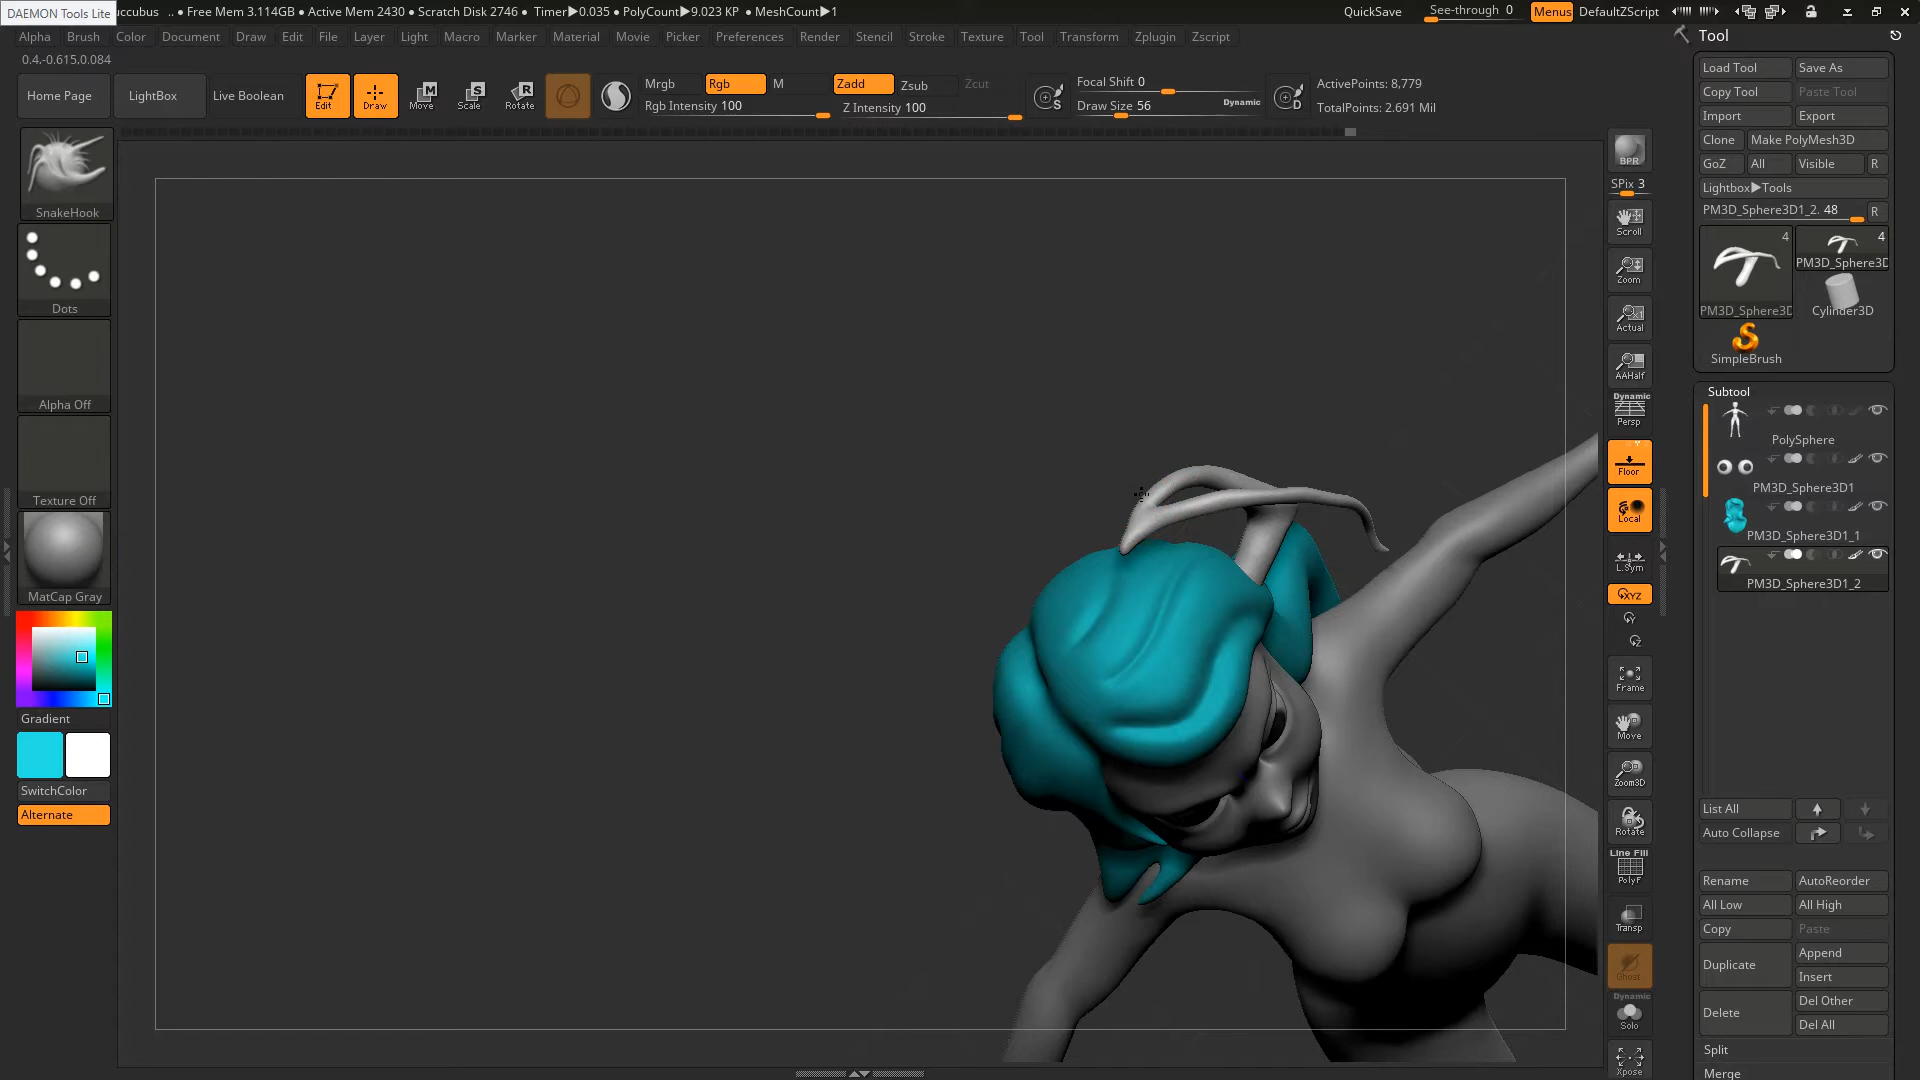 DAEMON Tools Lite
uccubus .. • Free Mem 3.114GB • Active Mem 2430 • Scratch Disk 2746 • Timer▶0.035 • PolyCount▶9.023 KP • MeshCount▶1
QuickSave
See-through 0
Menus
DefaultZScript
Alpha Brush Color Document Draw Edit File Layer Light Macro Marker Material Movie Picker Preferences Render Stencil Stroke Texture Tool Transform Zplugin Zscript
0.4,-0.615,0.084
Home Page
LightBox
Live Boolean
Edit
Draw
Move
Scale
Rotate
Mrgb
Rgb
M
Rgb Intensity 100
Zadd
Zsub
Zcut
Z Intensity 100
S
Focal Shift 0
Draw Size 56
Dynamic
D
ActivePoints: 8,779
TotalPoints: 2.691 Mil
SnakeHook
Dots
Alpha Off
Texture Off
MatCap Gray
Gradient
SwitchColor
Alternate
BPR
SPix 3
Scroll
Zoom
Actual
AAHalf
Dynamic
Persp
Floor
Local
L.Sym
XYZ
Y
Z
Frame
Move
Zoom3D
Rotate
Line Fill
PolyF
Transp
Ghost
Dynamic
Solo
Xpose
Tool
Load Tool
Save As
Copy Tool
Paste Tool
Import
Export
Clone
Make PolyMesh3D
GoZ
All
Visible
R
Lightbox▶Tools
PM3D_Sphere3D1_2. 48
R
4
PM3D_Sphere3D
4
PM3D_Sphere3D
Cylinder3D
SimpleBrush
Subtool
PolySphere
PM3D_Sphere3D1
PM3D_Sphere3D1_1
PM3D_Sphere3D1_2
List All
Auto Collapse
Rename
AutoReorder
All Low
All High
Copy
Paste
Duplicate
Append
Insert
Delete
Del Other
Del All
Split
Merge